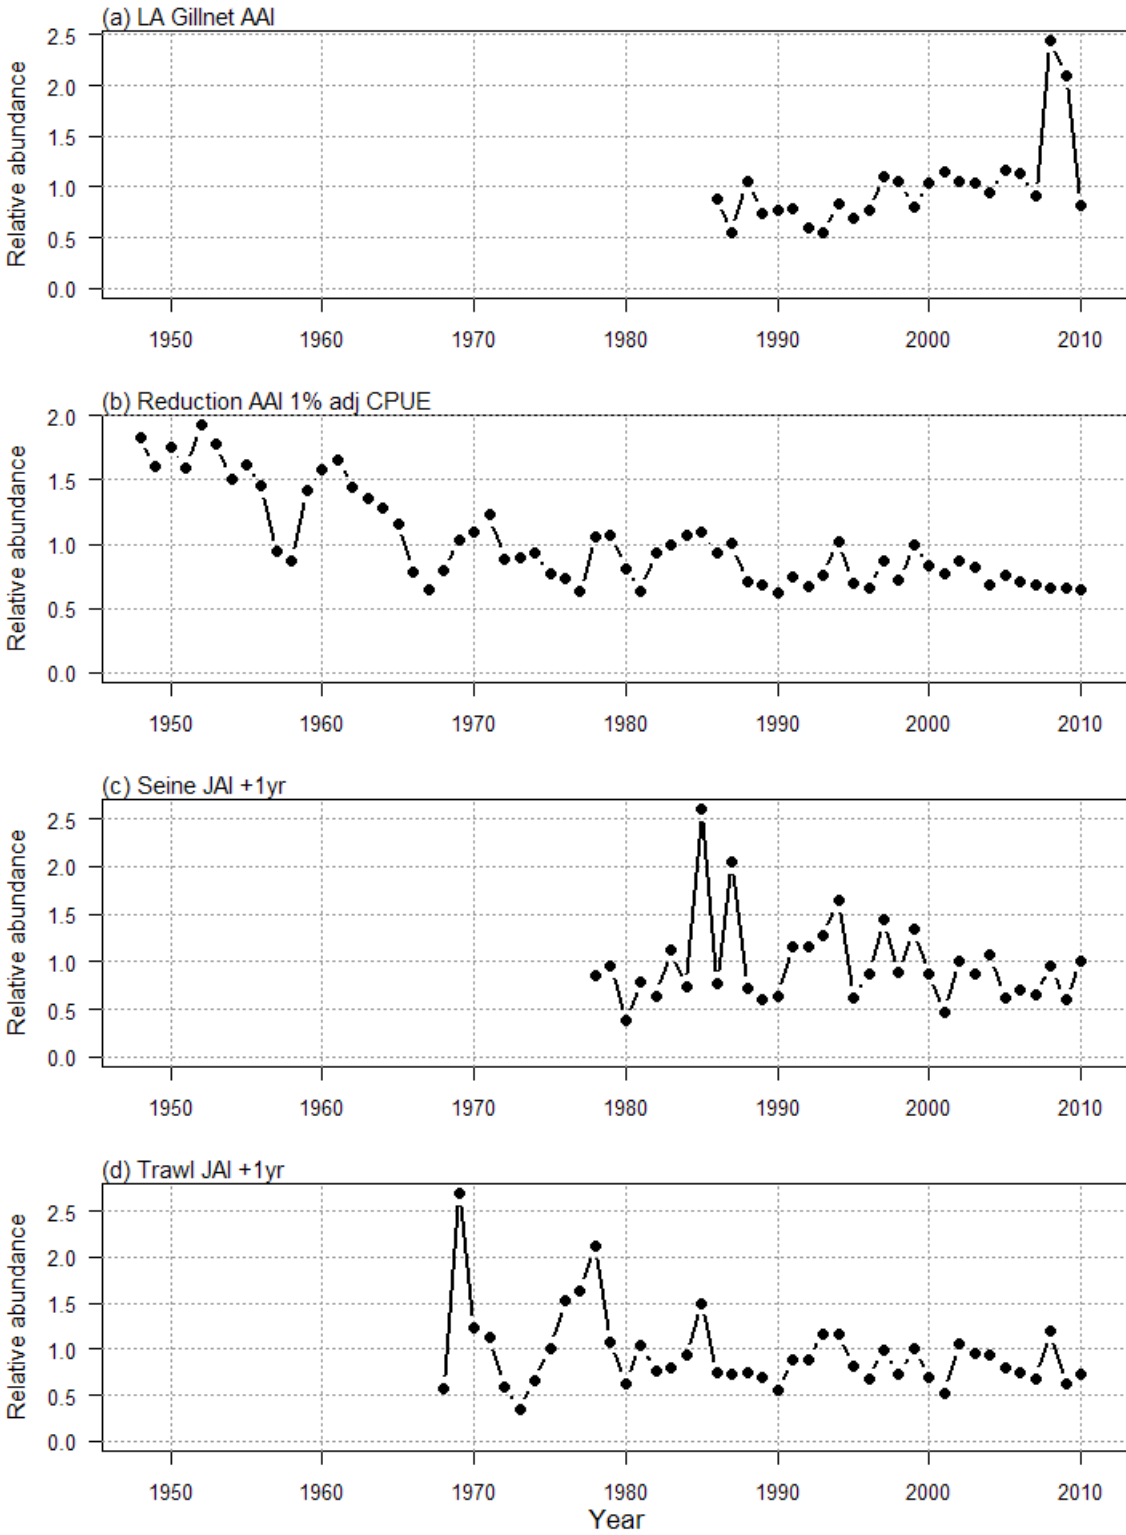 (a) LA Gillnet AAI
Relative abundance
2.5
2.0
1.5
1.0
0.5
0.0
1950 1960 1970 1980 1990 2000 2010
(b) Reduction AAI 1% adj CPUE
Relative abundance
2.0
1.5
1.0
0.5
0.0
1950 1960 1970 1980 1990 2000 2010
(c) Seine JAI +1yr
Relative abundance
2.5
2.0
1.5
1.0
0.5
0.0
1950 1960 1970 1980 1990 2000 2010
(d) Trawl JAI +1yr
Relative abundance
2.5
2.0
1.5
1.0
0.5
0.0
1950 1960 1970 1980 1990 2000 2010
Year